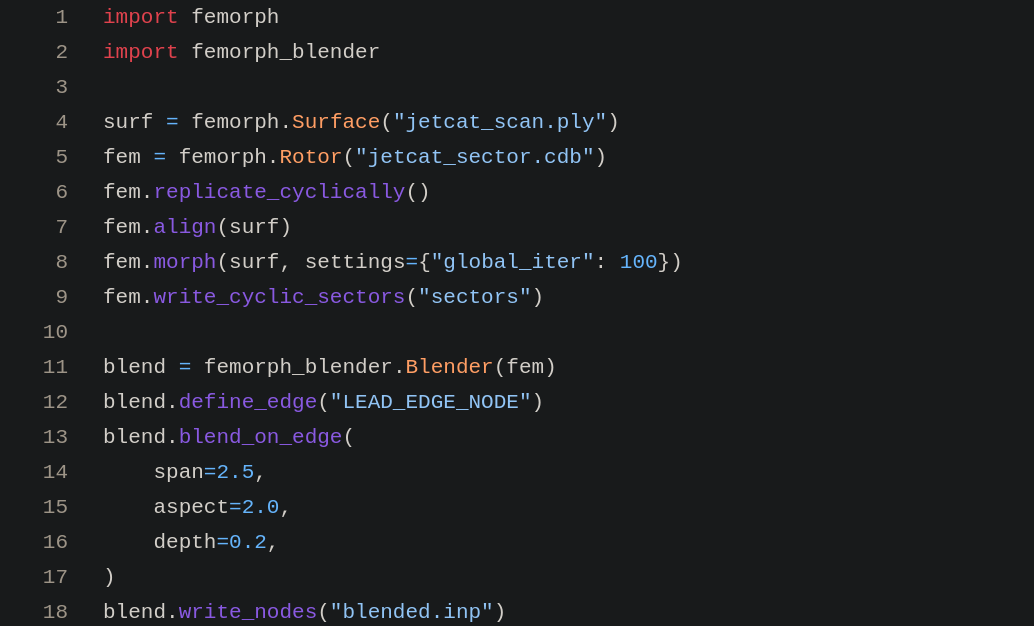 1 import femorph
2 import femorph_blender
3
4 surf = femorph.Surface("jetcat_scan.ply")
5 fem = femorph.Rotor("jetcat_sector.cdb")
6 fem.replicate_cyclically()
7 fem.align(surf)
8 fem.morph(surf, settings={"global_iter": 100})
9 fem.write_cyclic_sectors("sectors")
10
11 blend = femorph_blender.Blender(fem)
12 blend.define_edge("LEAD_EDGE_NODE")
13 blend.blend_on_edge(
14     span=2.5,
15     aspect=2.0,
16     depth=0.2,
17 )
18 blend.write_nodes("blended.inp")